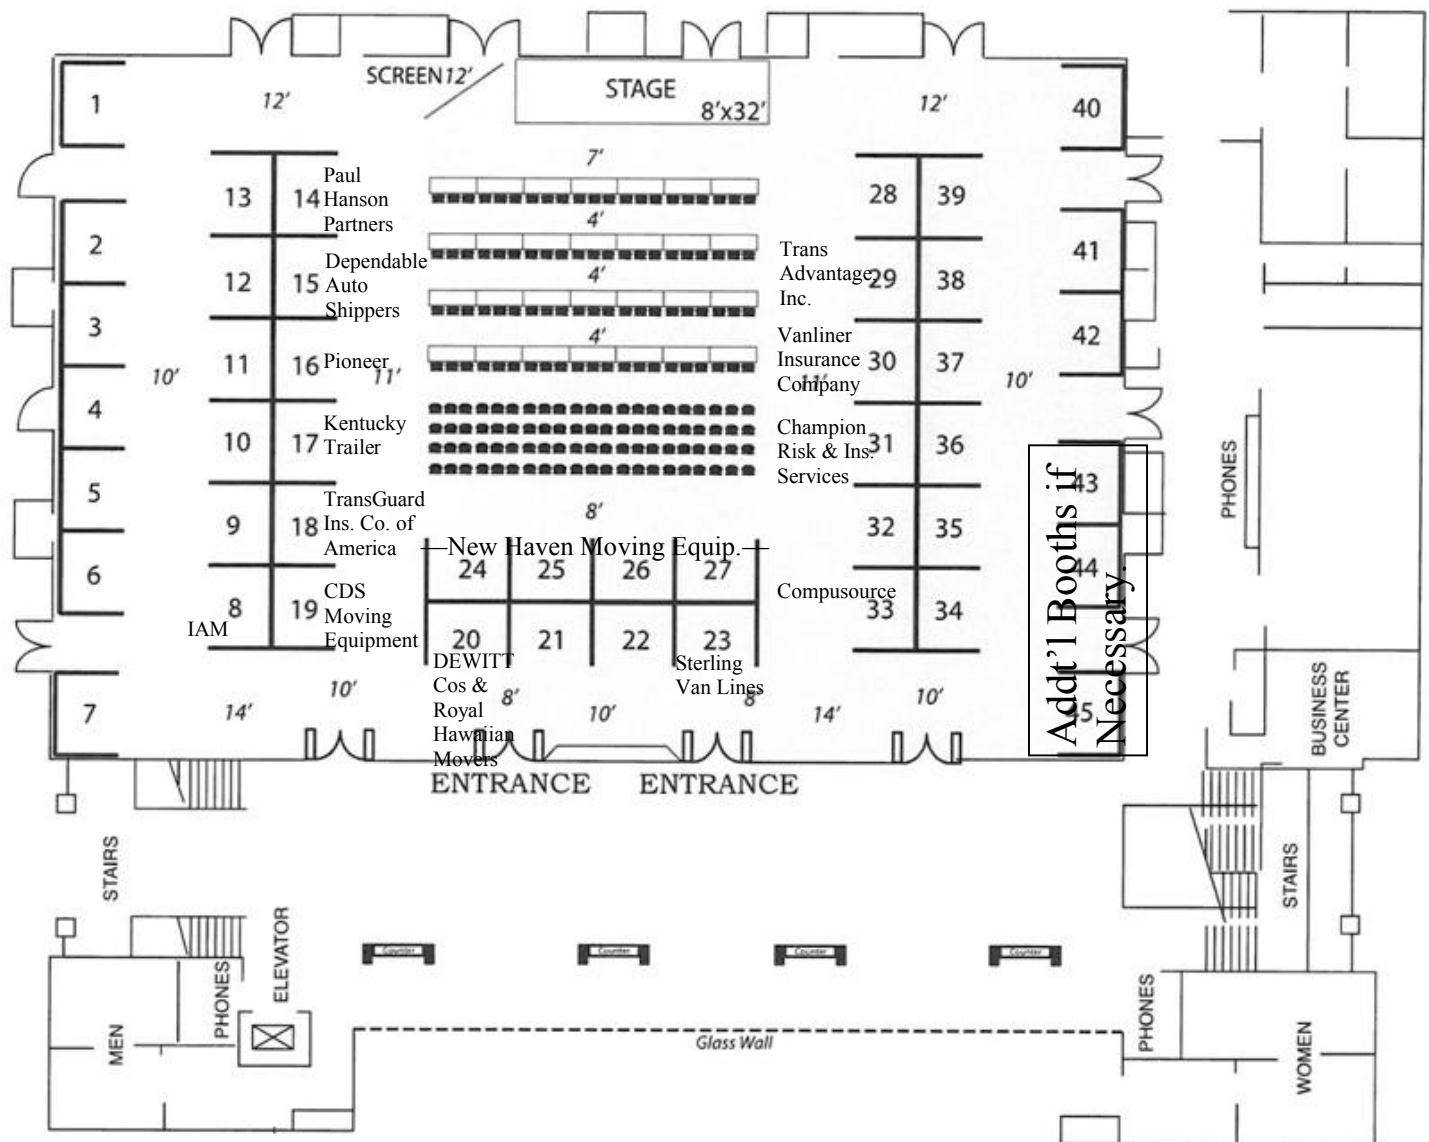 SCREEN 12'
STAGE
8'x32'
12'
12'
1
2
3
4
5
6
7
10'
13
12
11
10
9
8
IAM
14
Paul
Hanson
Partners
15
Dependable
Auto
Shippers
16
Pioneer
11'
17
Kentucky
Trailer
18
TransGuard
Ins. Co. of
America
19
CDS
Moving
Equipment
7'
4'
4'
4'
8'
—New Haven Moving Equip.—
24
25
26
27
20
21
22
23
DEWITT
Cos &
Royal
Hawaiian
Movers
Sterling
Van Lines
28
39
Trans
Advantage,
Inc.
29
38
Vanliner
Insurance
Company
11'
30
37
Champion
Risk & Ins.
Services
31
36
32
35
Compusource
33
34
10'
40
41
42
43
44
45
Addt'l Booths if
Necessary.
14'
10'
8'
10'
8'
14'
10'
ENTRANCE
ENTRANCE
PHONES
BUSINESS
CENTER
STAIRS
STAIRS
ELEVATOR
PHONES
MEN
Counter
Counter
Counter
Counter
Glass Wall
PHONES
WOMEN